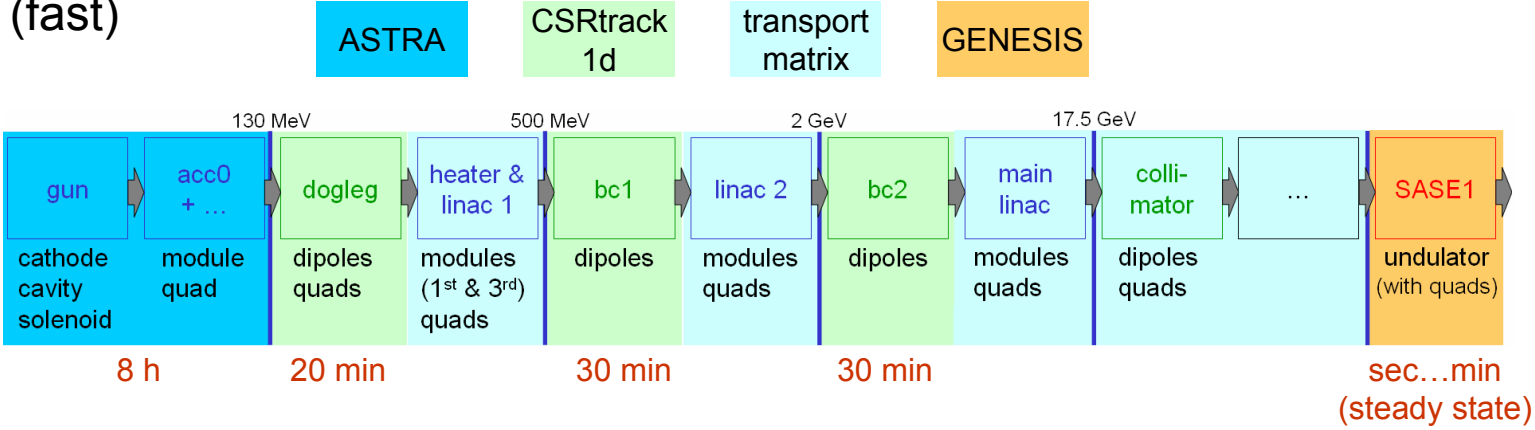 (fast)
ASTRA
CSRtrack
1d
transport
matrix
GENESIS
130 MeV
500 MeV
2 GeV
17.5 GeV
gun
acc0
+ ...
dogleg
heater &
linac 1
bc1
linac 2
bc2
main
linac
colli-
mator
...
SASE1
cathode
cavity
solenoid
module
quad
dipoles
quads
modules
(1st & 3rd)
quads
dipoles
modules
quads
dipoles
modules
quads
dipoles
quads
undulator
(with quads)
8 h
20 min
30 min
30 min
sec...min
(steady state)